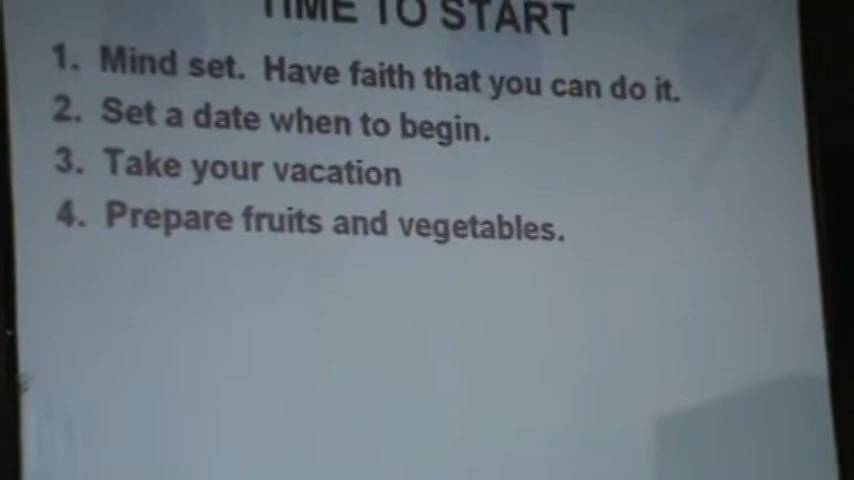 TIME TO START
1. Mind set. Have faith that you can do it.
2. Set a date when to begin.
3. Take your vacation
4. Prepare fruits and vegetables.